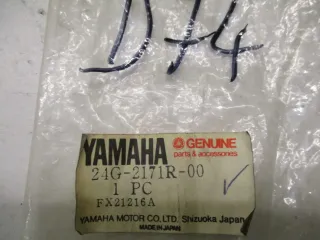 D74
YAMAHA GENUINE
parts & accessories
24G-2171R-00
1 PC
FX21216A
YAMAHA MOTOR CO.,LTD. Shizuoka Japan
MADE IN JAPAN